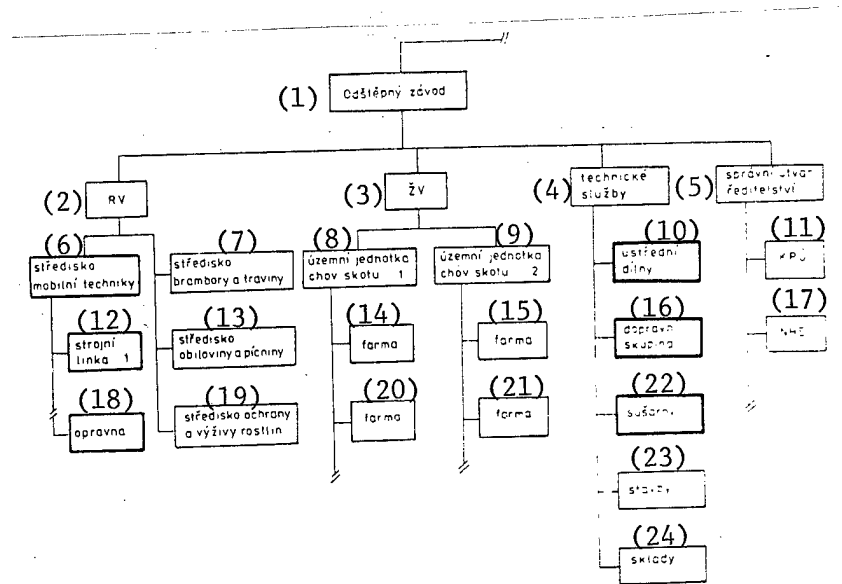 (1) Odštěpný závod
(2) RV
(3) ŽV
(4) technické
služby
(5) správní útvar
ředitelství
(6) středisko
mobilní techniky
(7) středisko
brambory a traviny
(8) územní jednotka
chov skotu 1
(9) územní jednotka
chov skotu 2
(10) ústřední
dílny
(11)
(12) strojní
linka 1
(13) středisko
obiloviny a pícniny
(14) farma
(15) farma
(16) dopravní
skupina
(17)
(18) opravna
(19) středisko ochrany
a výživy rostlin
(20) farma
(21) farma
(22)
(23) stavby
(24) sklady